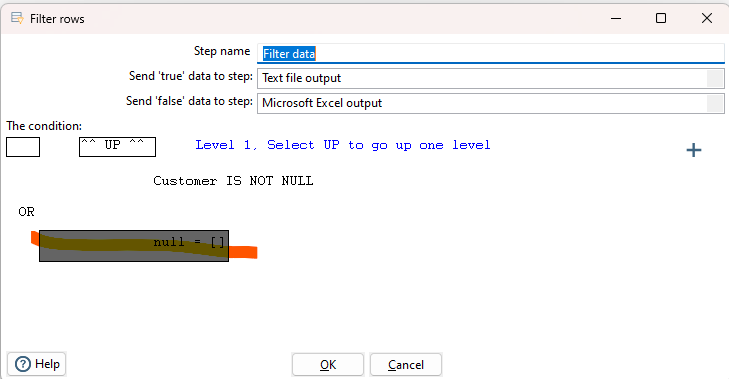 Filter rows
Step name Filter data
Send 'true' data to step: Text file output
Send 'false' data to step: Microsoft Excel output
The condition:
^^ UP ^^ Level 1, Select UP to go up one level
Customer IS NOT NULL
OR
null = []
Help OK Cancel